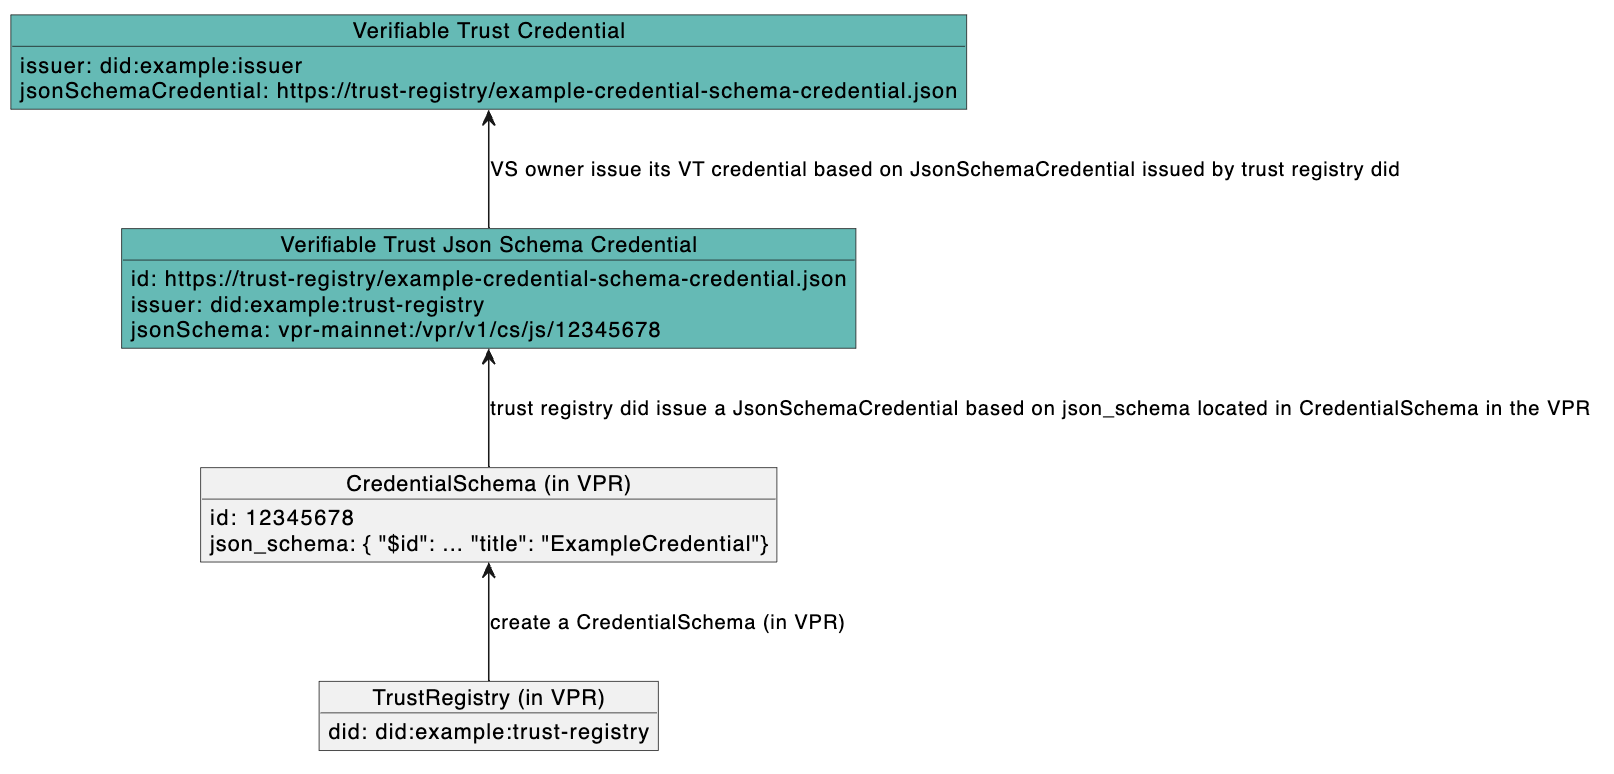 Verifiable Trust Credential
issuer: did:example:issuer
jsonSchemaCredential: https://trust-registry/example-credential-schema-credential.json
VS owner issue its VT credential based on JsonSchemaCredential issued by trust registry did
Verifiable Trust Json Schema Credential
id: https://trust-registry/example-credential-schema-credential.json
issuer: did:example:trust-registry
jsonSchema: vpr-mainnet:/vpr/v1/cs/js/12345678
trust registry did issue a JsonSchemaCredential based on json_schema located in CredentialSchema in the VPR
CredentialSchema (in VPR)
id: 12345678
json_schema: { "$id": ... "title": "ExampleCredential"}
create a CredentialSchema (in VPR)
TrustRegistry (in VPR)
did: did:example:trust-registry